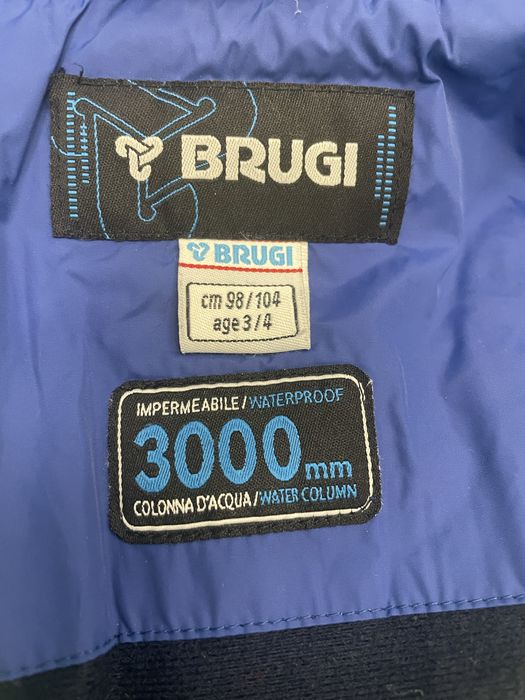 BRUGI
BRUGI
cm 98/104
age 3/4
IMPERMEABILE/WATERPROOF
3000mm
COLONNA D'ACQUA/WATER COLUMN